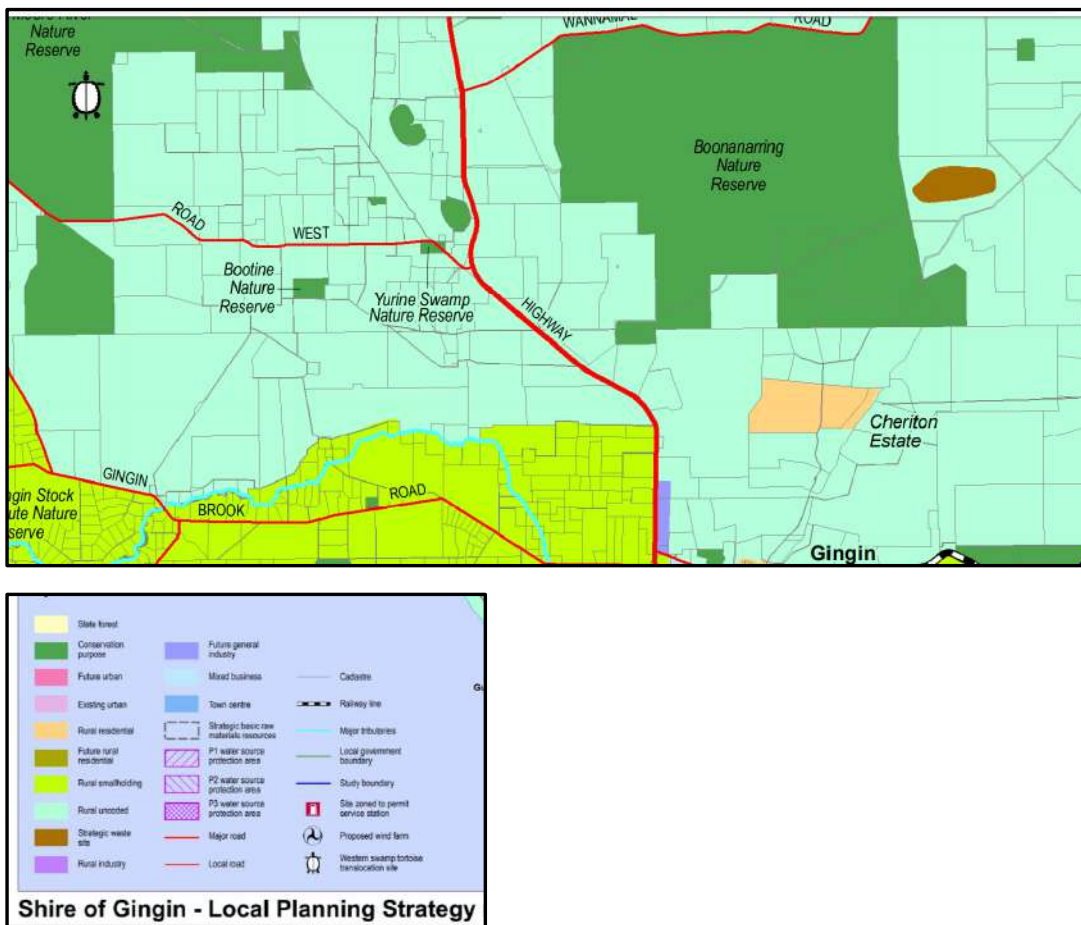 Nature
Reserve
WANNAMAL ROAD
Boonanarring
Nature
Reserve
ROAD WEST
Bootine
Nature
Reserve
Yurine Swamp
Nature Reserve
HIGHWAY
Cheriton
Estate
GINGIN
BROOK
ROAD
Stock
Nature
Gingin
State forest
Conservation
purpose
Future urban
Existing urban
Rural residential
Future rural
residential
Rural smallholding
Rural uncoded
Strategic waste
site
Rural industry
Future general
industry
Mixed business
Town centre
Strategic basic raw
materials resources
P1 water source
protection area
P2 water source
protection area
P3 water source
protection area
Major road
Local road
Cadastre
Railway line
Major tributaries
Local government
boundary
Study boundary
Site zoned to permit
service station
Proposed wind farm
Western swamp tortoise
translocation site
Shire of Gingin - Local Planning Strategy